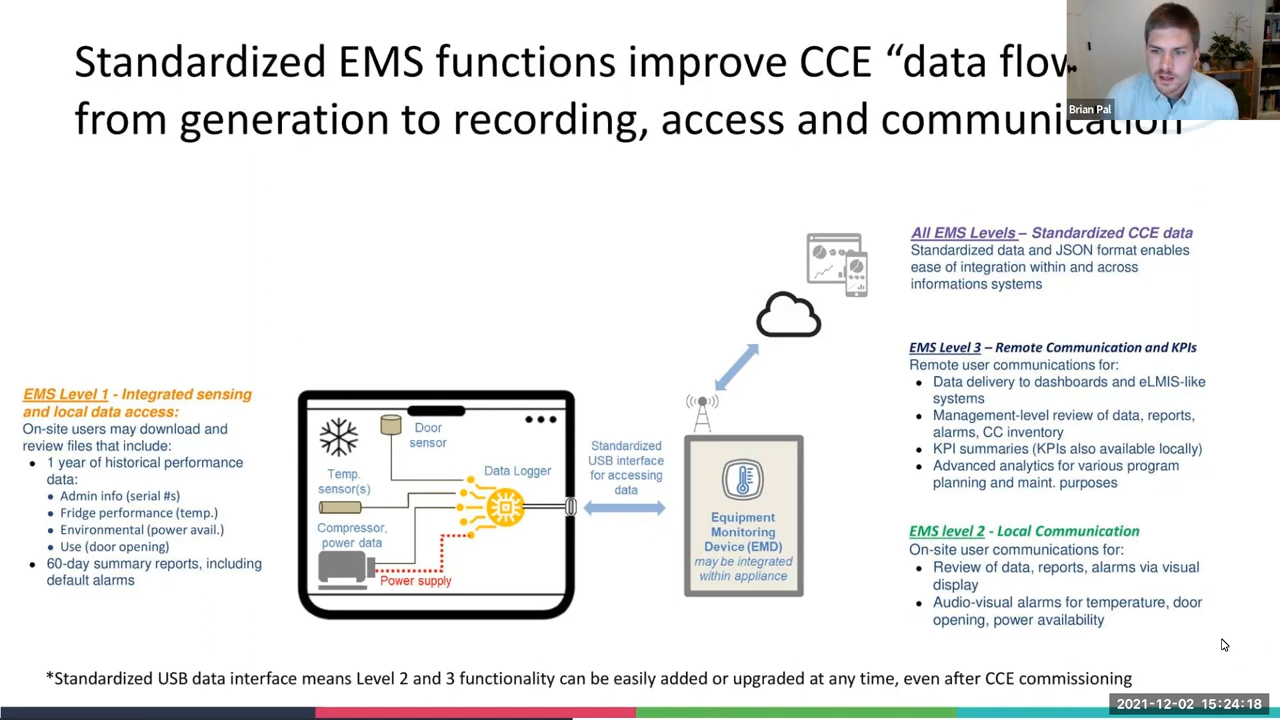 Standardized EMS functions improve CCE “data flow
from generation to recording, access and communication
Brian Pal
All EMS Levels – Standardized CCE data
Standardized data and JSON format enables
ease of integration within and across
informations systems
EMS Level 3 – Remote Communication and KPIs
Remote user communications for:
• Data delivery to dashboards and eLMIS-like
systems
• Management-level review of data, reports,
alarms, CC inventory
• KPI summaries (KPIs also available locally)
• Advanced analytics for various program
planning and maint. purposes
EMS Level 1 - Integrated sensing
and local data access:
On-site users may download and
review files that include:
• 1 year of historical performance
data:
• Admin info (serial #s)
• Fridge performance (temp.)
• Environmental (power avail.)
• Use (door opening)
• 60-day summary reports, including
default alarms
Door
sensor
Temp.
sensor(s)
Data Logger
Compressor,
power data
Power supply
Standardized
USB interface
for accessing
data
Equipment
Monitoring
Device (EMD)
may be integrated
within appliance
EMS level 2 - Local Communication
On-site user communications for:
• Review of data, reports, alarms via visual
display
• Audio-visual alarms for temperature, door
opening, power availability
*Standardized USB data interface means Level 2 and 3 functionality can be easily added or upgraded at any time, even after CCE commissioning
2021-12-02 15:24:18